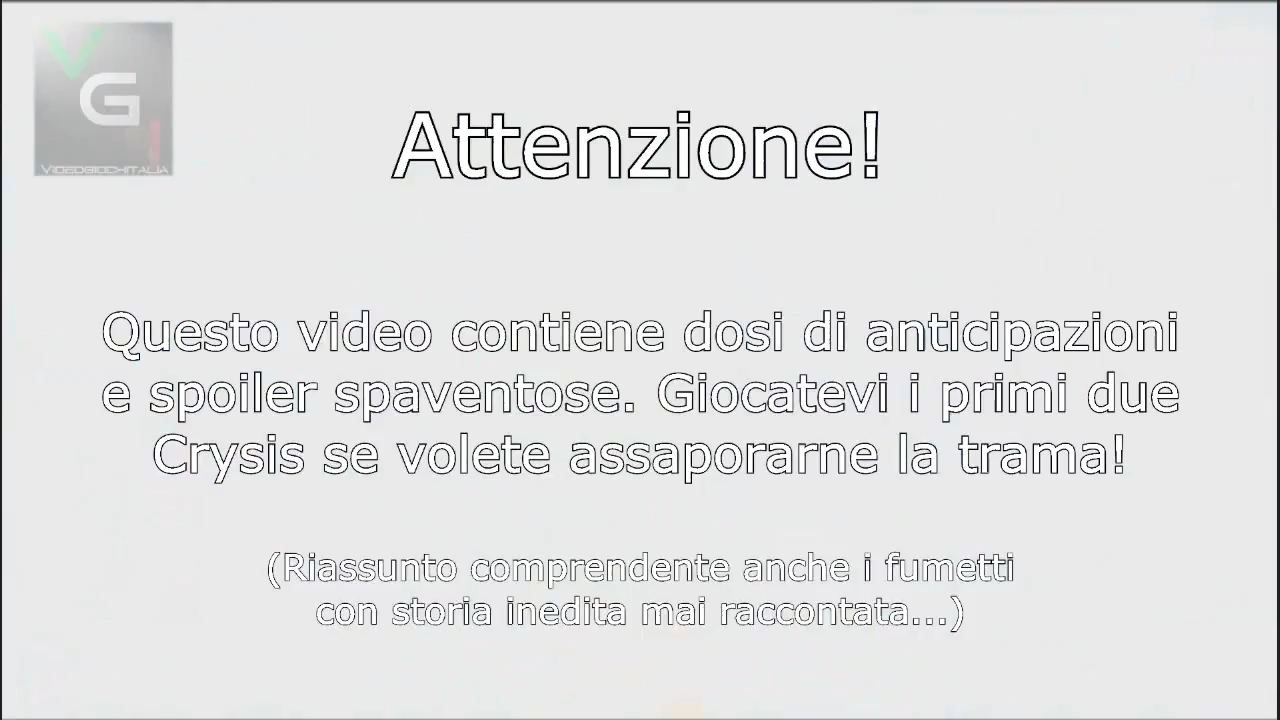 V
G
I
VIDEOGIOCHITALIA
Attenzione!
Questo video contiene dosi di anticipazioni
e spoiler spaventose. Giocatevi i primi due
Crysis se volete assaporarne la trama!
(Riassunto comprendente anche i fumetti
con storia inedita mai raccontata...)